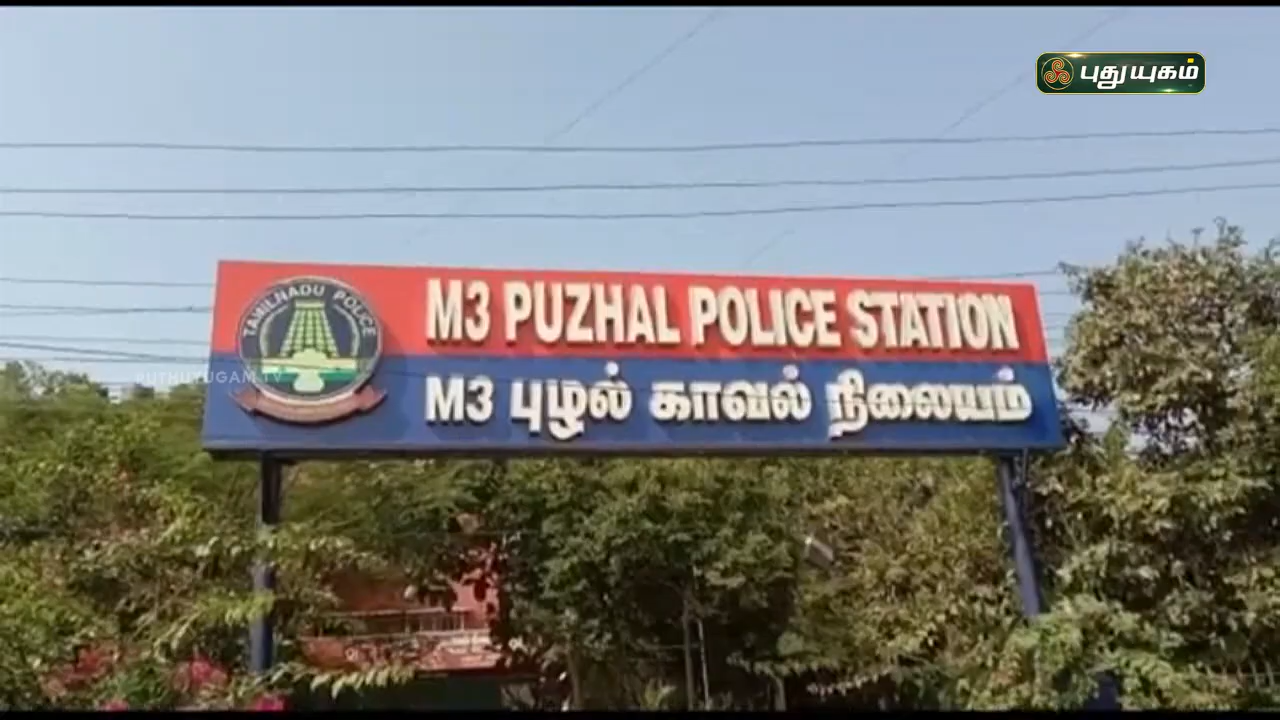 புதுயுகம்
TAMILNADU POLICE
M3 PUZHAL POLICE STATION
M3 புழல் காவல் நிலையம்
PUTHUYUGAM TV